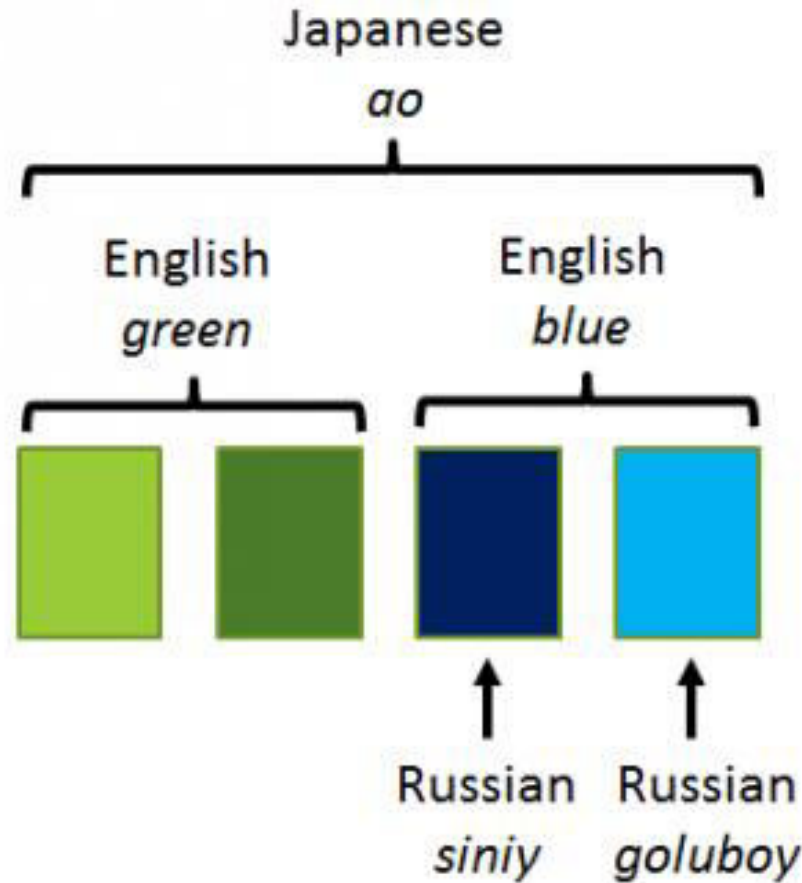 Japanese
ao
English English
green blue
Russian Russian
siniy goluboy